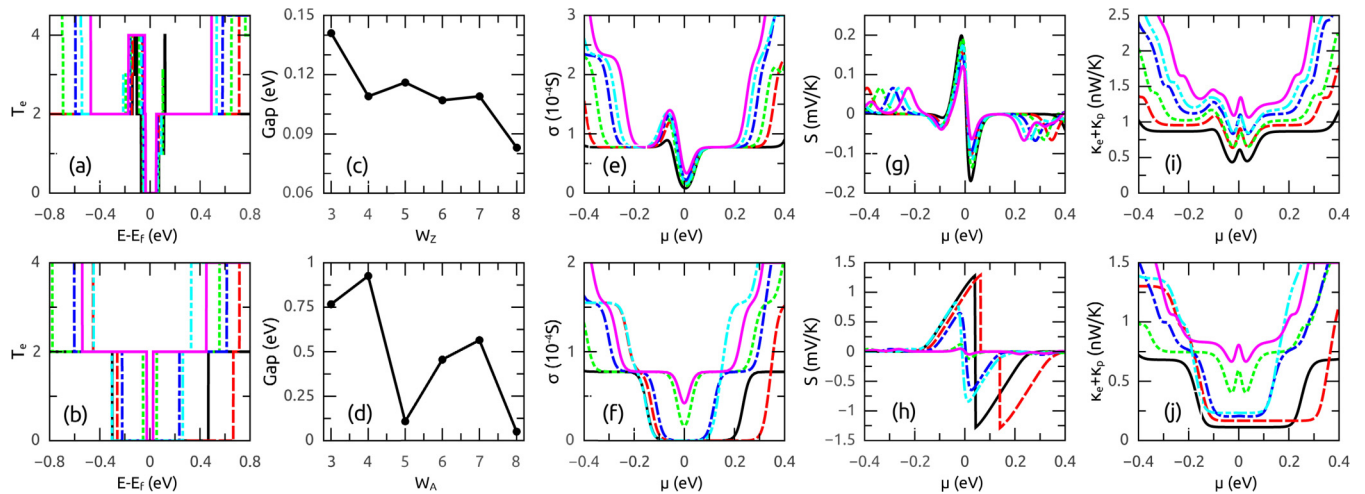 4
2
0
T_e
(a)
−0.8 −0.4 0 0.4 0.8
E-E_f (eV)
0.15
0.12
0.09
0.06
Gap (eV)
(c)
3 4 5 6 7 8
W_Z
3
2
1
0
σ (10⁻⁴S)
(e)
−0.4 −0.2 0 0.2 0.4
μ (eV)
0.2
0.1
0
−0.1
−0.2
S (mV/K)
(g)
−0.4 −0.2 0 0.2 0.4
μ (eV)
2.5
2
1.5
1
0.5
0
κ_e+κ_p (nW/K)
(i)
−0.4 −0.2 0 0.2 0.4
μ (eV)
4
2
0
T_e
(b)
−0.8 −0.4 0 0.4 0.8
E-E_f (eV)
1
0.75
0.5
0.25
0
Gap (eV)
(d)
3 4 5 6 7 8
W_A
2
1
0
σ (10⁻⁴S)
(f)
−0.4 −0.2 0 0.2 0.4
μ (eV)
1.5
1
0.5
0
−0.5
−1
−1.5
S (mV/K)
(h)
−0.4 −0.2 0 0.2 0.4
μ (eV)
1.5
1
0.5
0
κ_e+κ_p (nW/K)
(j)
−0.4 −0.2 0 0.2 0.4
μ (eV)